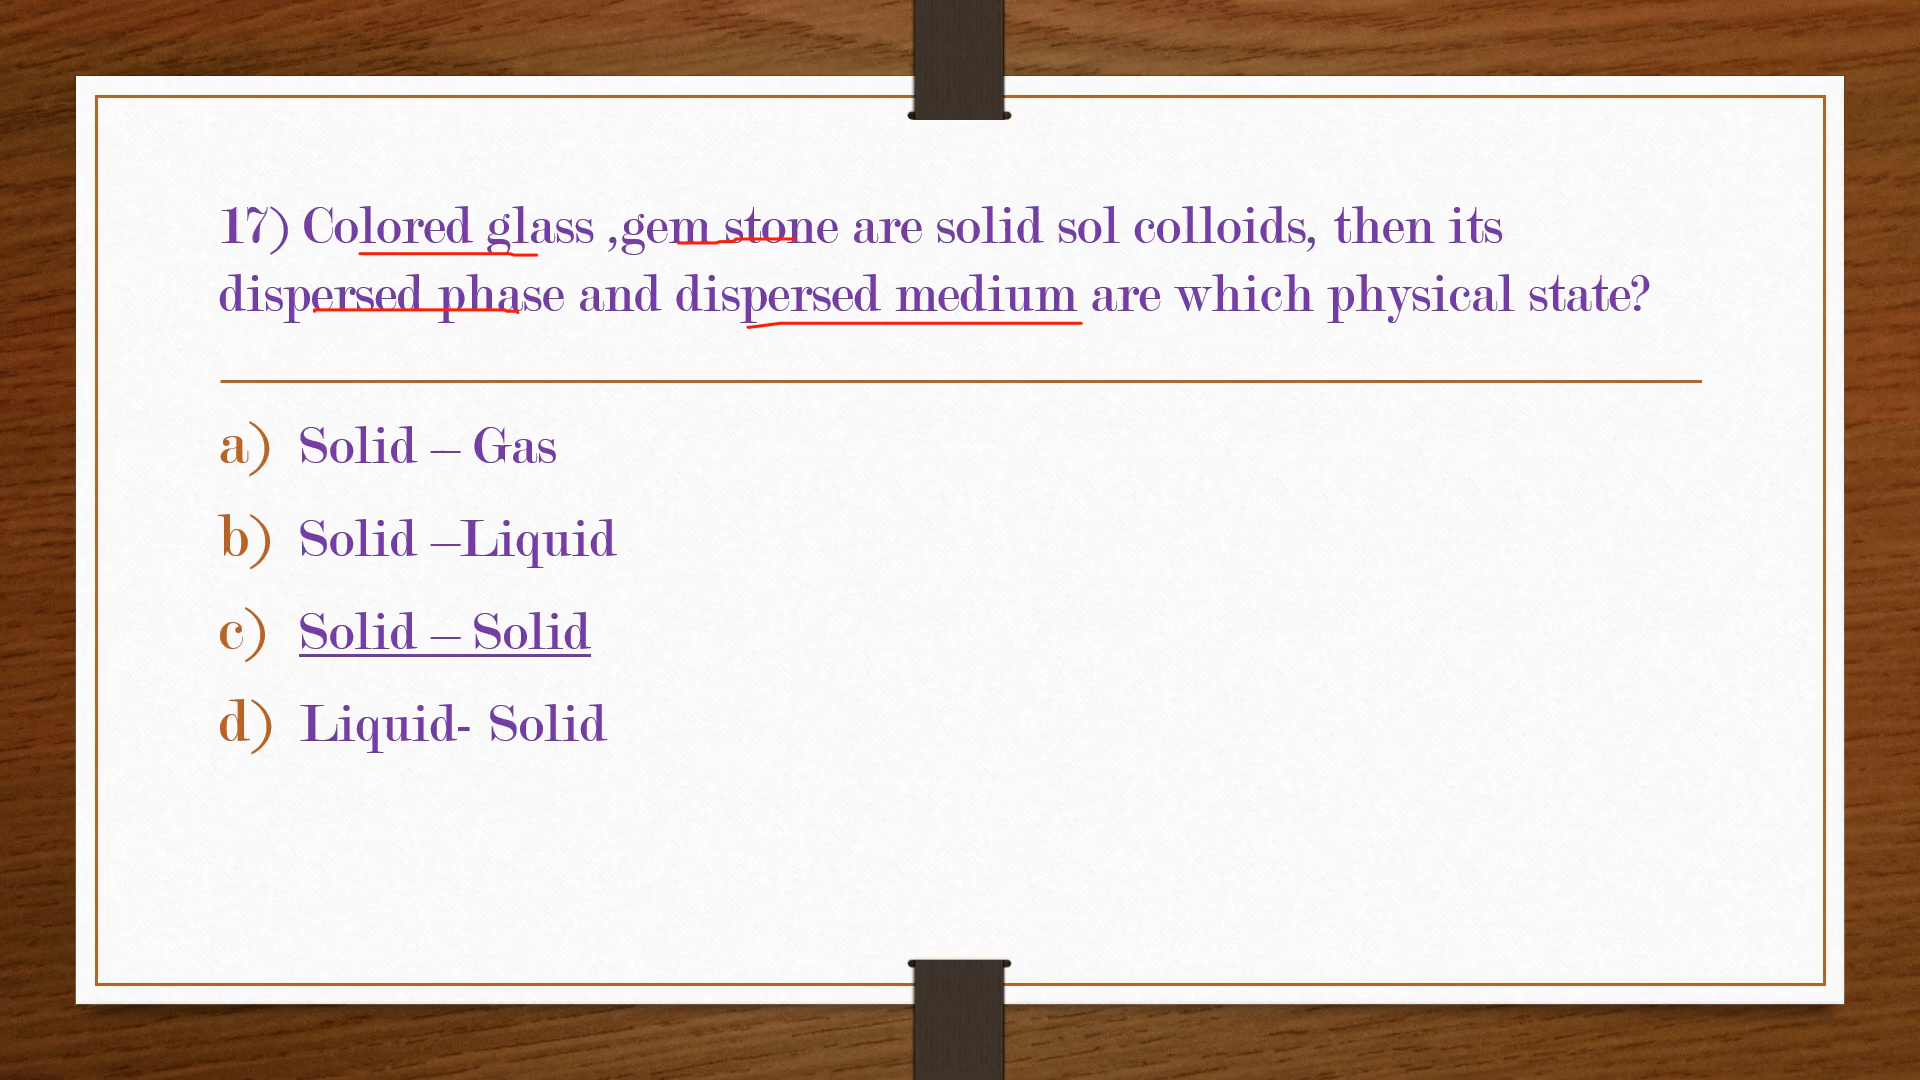 17) Colored glass ,gem stone are solid sol colloids, then its
dispersed phase and dispersed medium are which physical state?
a) Solid – Gas
b) Solid –Liquid
c) Solid – Solid
d) Liquid- Solid